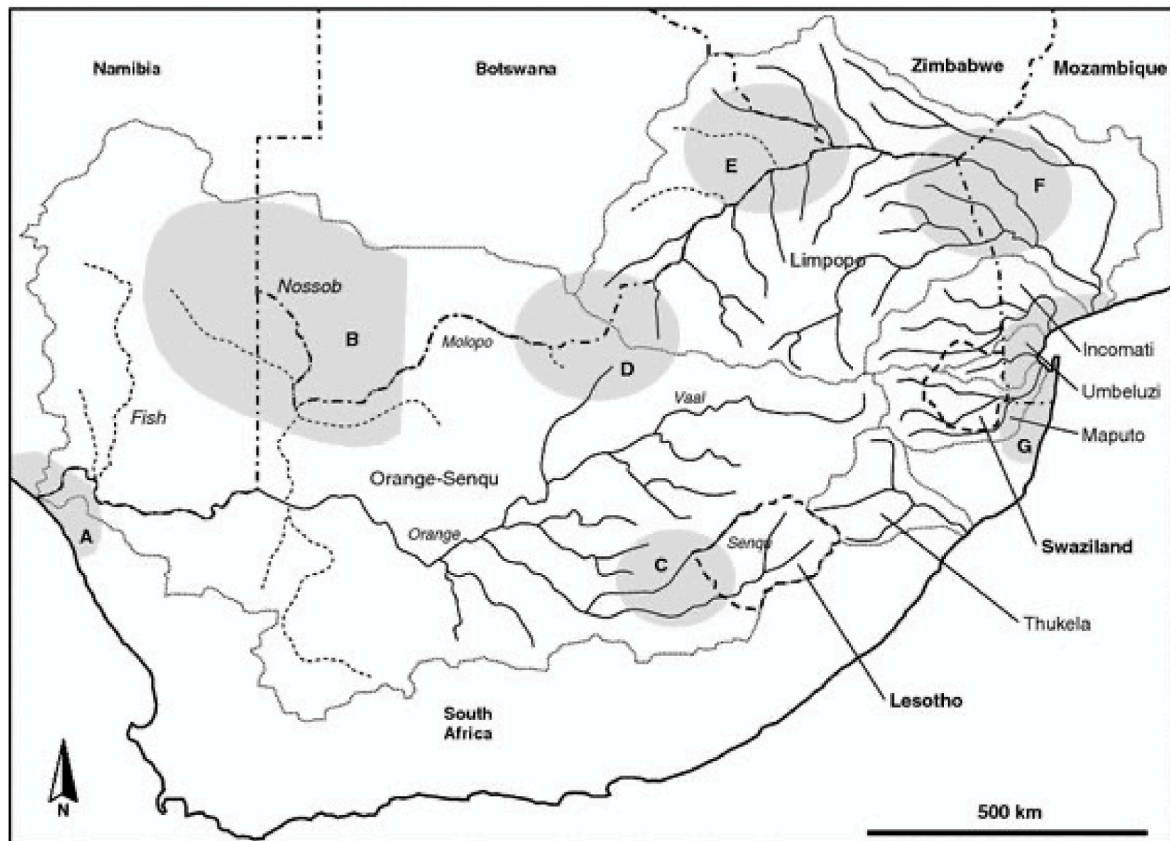 Namibia
Botswana
Zimbabwe
Mozambique
E
F
Limpopo
Nossob
B
Molopo
D
Incomati
Umbeluzi
Maputo
G
Vaal
Fish
Orange-Senqu
A
Orange
C
Senqu
Swaziland
Thukela
Lesotho
South
Africa
N
500 km